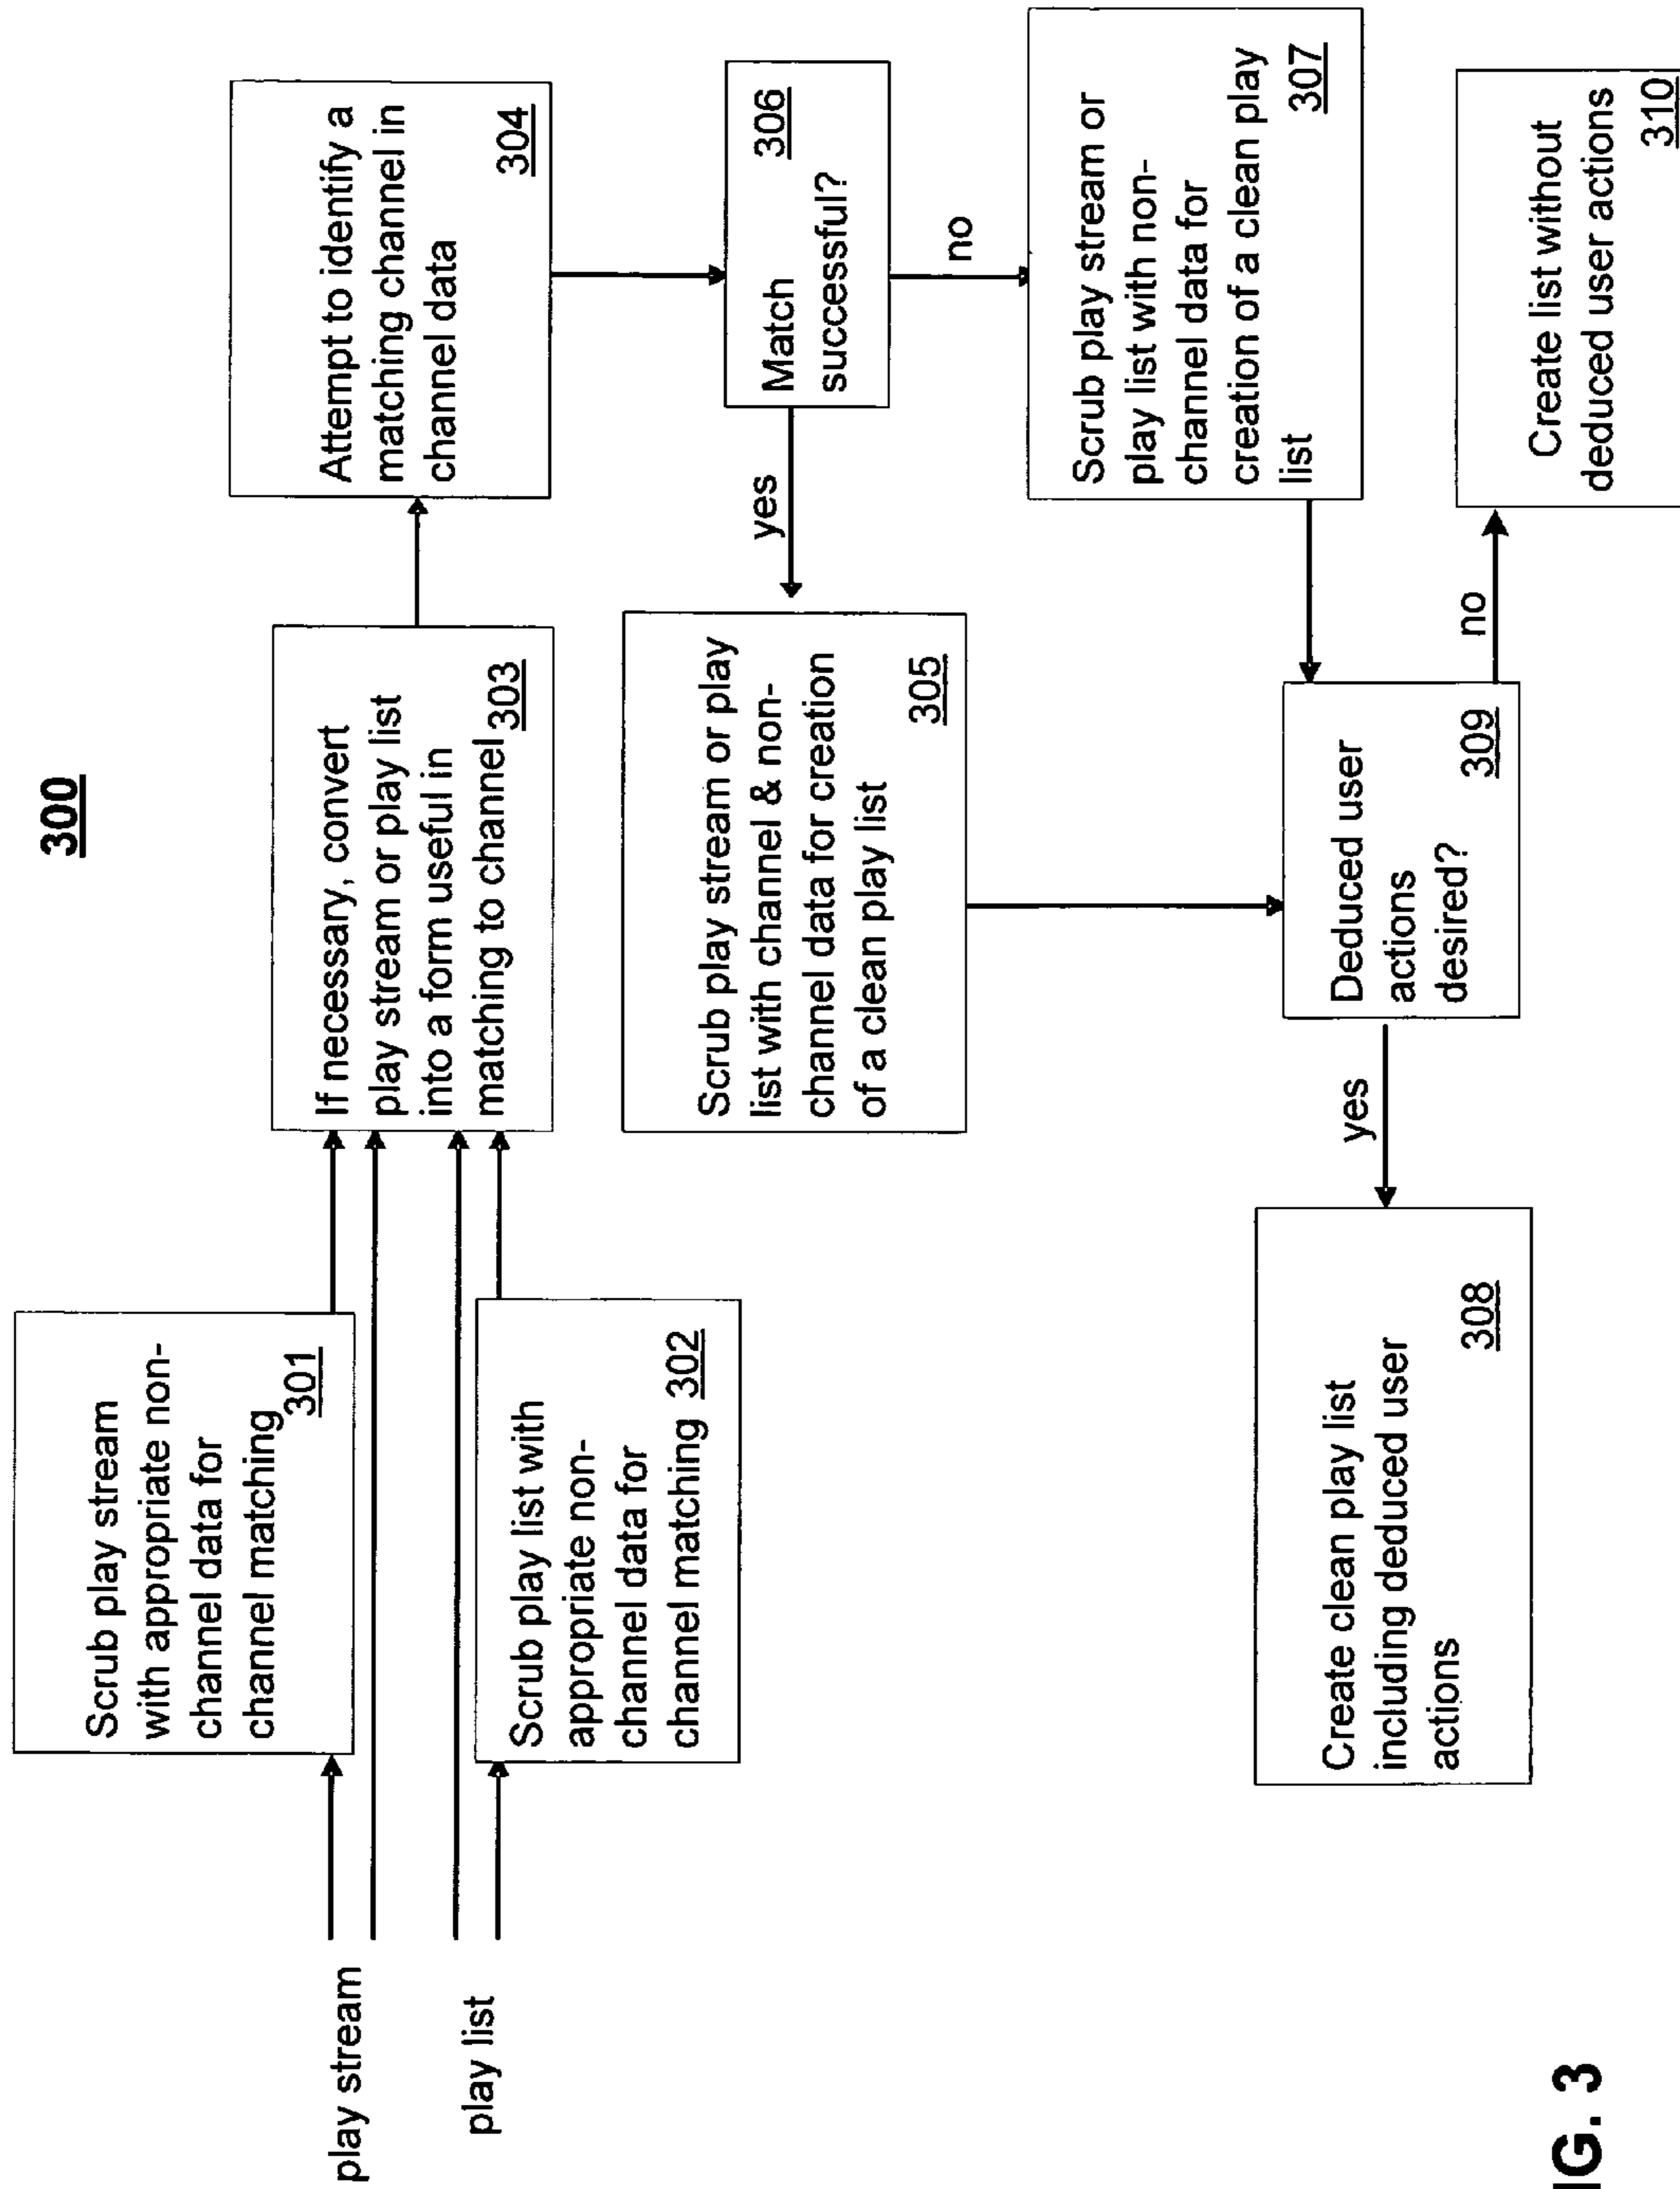 300
play stream
play list
Scrub play stream
with appropriate non-
channel data for
channel matching
301
Scrub play list with
appropriate non-
channel data for
channel matching 302
If necessary, convert
play stream or play list
into a form useful in
matching to channel 303
Attempt to identify a
matching channel in
channel data
304
Match
successful?
306
yes
no
Scrub play stream or play
list with channel & non-
channel data for creation
of a clean play list
305
Scrub play stream or
play list with non-
channel data for
creation of a clean play
list
307
Deduced user
actions
desired?
309
yes
no
Create clean play list
including deduced user
actions
308
Create list without
deduced user actions
310
IG. 3